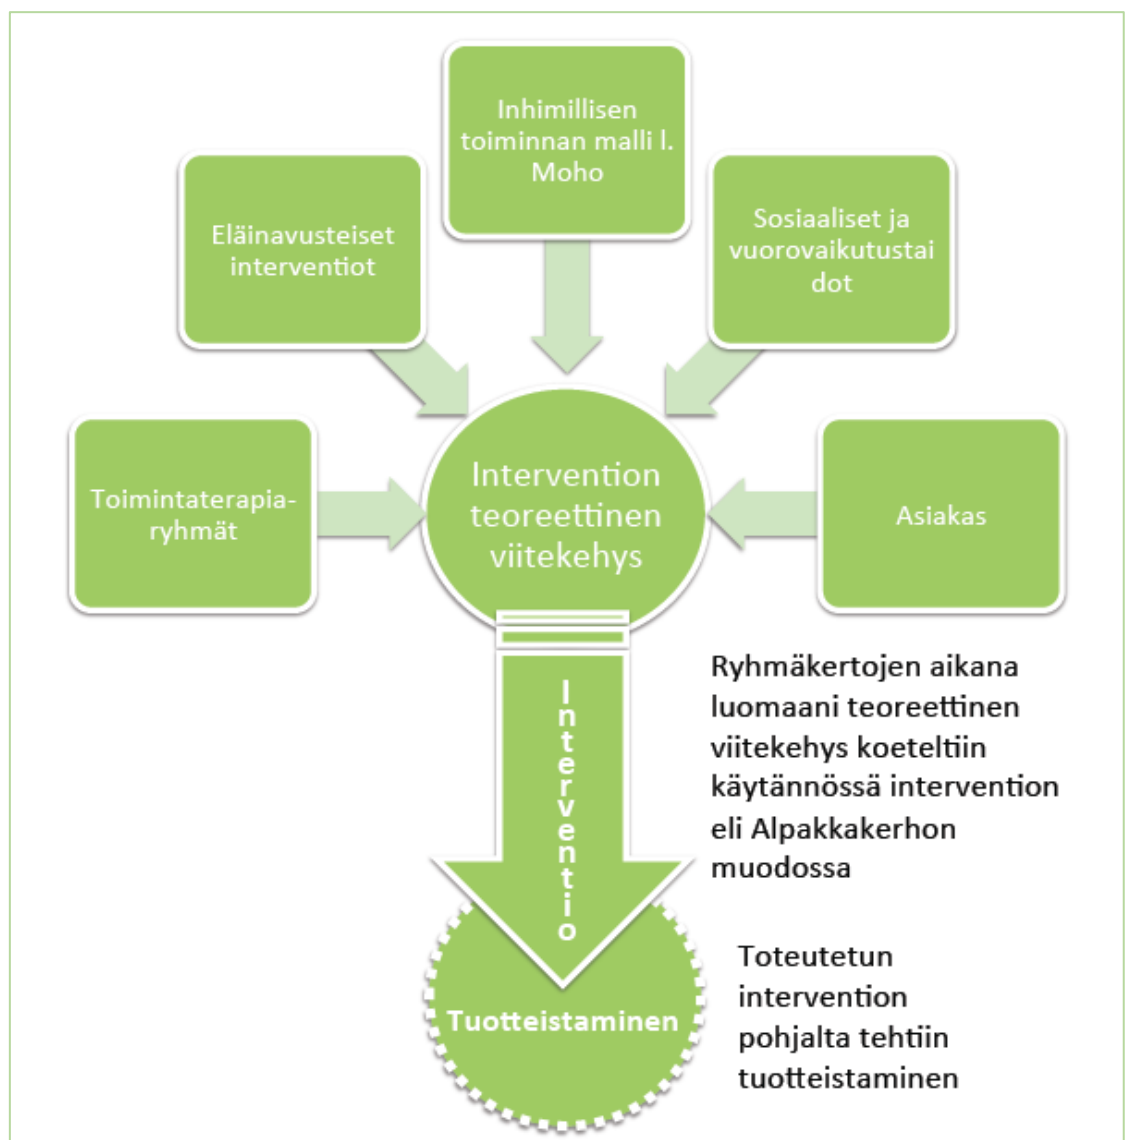 Inhimillisen
toiminnan malli l.
Moho
Eläinavusteiset
interventiot
Sosiaaliset ja
vuorovaikutustai
dot
Toimintaterapia-
ryhmät
Intervention
teoreettinen
viitekehys
Asiakas
Interventio
Ryhmäkertojen aikana
luomaani teoreettinen
viitekehys koeteltiin
käytännössä intervention
eli Alpakkakerhon
muodossa
Tuotteistaminen
Toteutetun
intervention
pohjalta tehtiin
tuotteistaminen